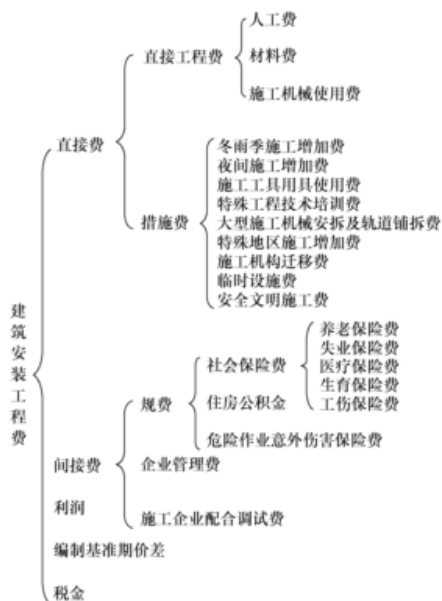 人工费
直接工程费
材料费
施工机械使用费
直接费
冬雨季施工增加费
夜间施工增加费
施工工具用具使用费
特殊工程技术培训费
措施费
大型施工机械安拆及轨道铺拆费
特殊地区施工增加费
施工机构迁移费
临时设施费
安全文明施工费
建筑安装工程费
养老保险费
失业保险费
社会保险费
医疗保险费
生育保险费
规费
住房公积金
工伤保险费
危险作业意外伤害保险费
间接费
企业管理费
利润
施工企业配合调试费
编制基准期价差
税金